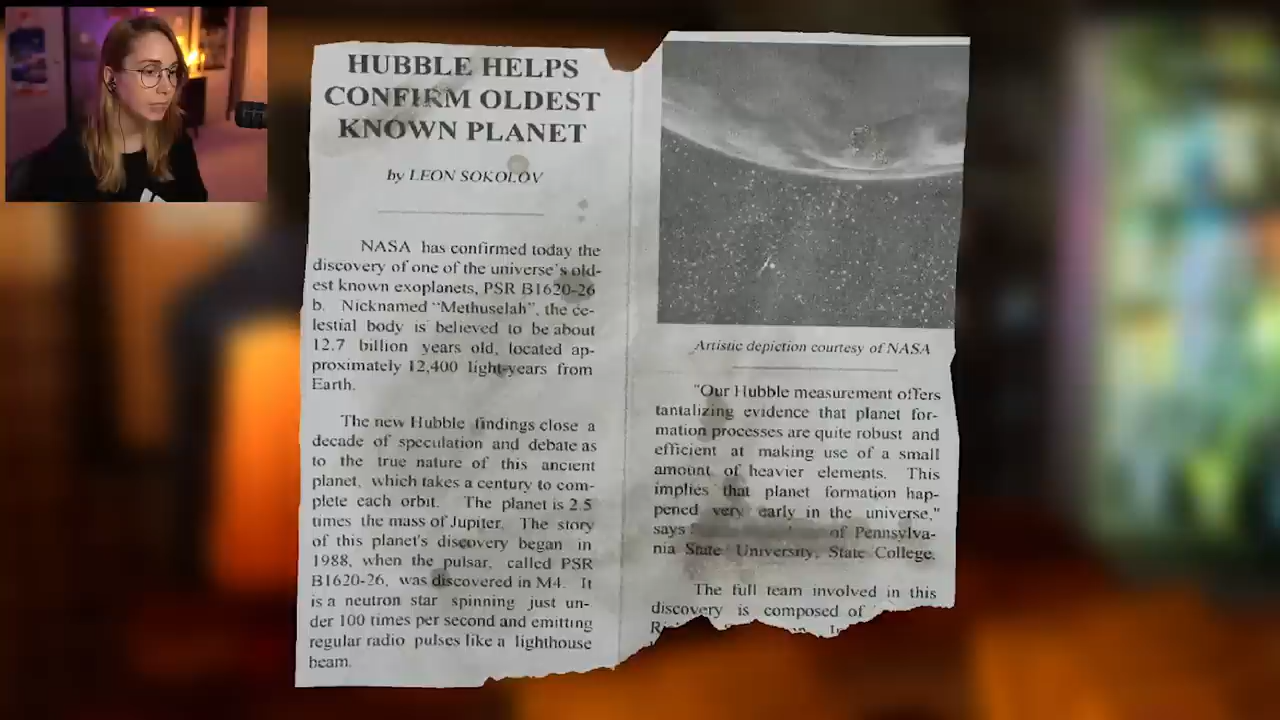 HUBBLE HELPS
CONFIRM OLDEST
KNOWN PLANET
by LEON SOKOLOV
NASA has confirmed today the
discovery of one of the universe's old-
est known exoplanets, PSR B1620-26
b. Nicknamed "Methuselah", the ce-
lestial body is believed to be about
12.7 billion years old, located ap-
proximately 12,400 light-years from
Earth.
The new Hubble findings close a
decade of speculation and debate as
to the true nature of this ancient
planet, which takes a century to com-
plete each orbit. The planet is 2.5
times the mass of Jupiter. The story
of this planet's discovery began in
1988, when the pulsar, called PSR
B1620-26, was discovered in M4. It
is a neutron star spinning just un-
der 100 times per second and emitting
regular radio pulses like a lighthouse
beam.
Artistic depiction courtesy of NASA
"Our Hubble measurement offers
tantalizing evidence that planet for-
mation processes are quite robust and
efficient at making use of a small
amount of heavier elements. This
implies that planet formation hap-
pened very early in the universe,"
says of Pennsylva-
nia State University, State College.
The full team involved in this
discovery is composed of